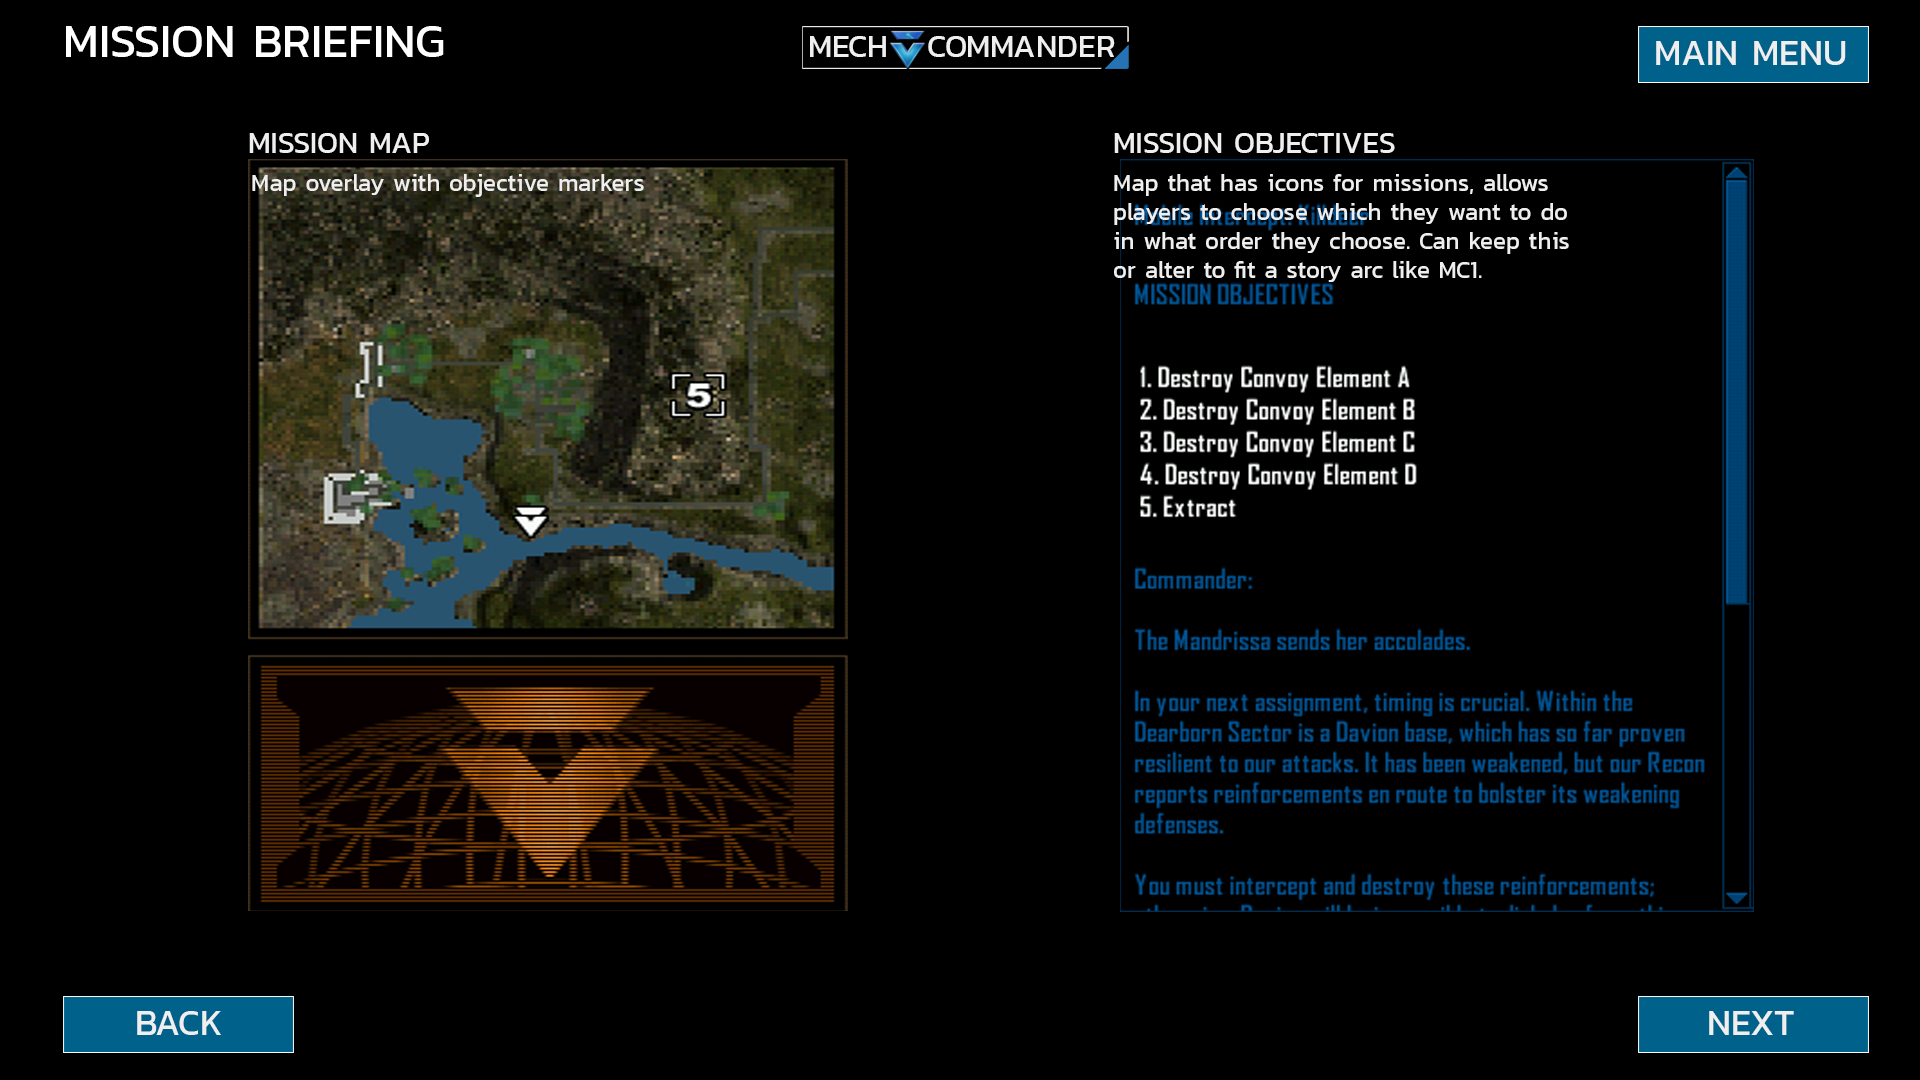 MISSION BRIEFING
MECH COMMANDER
MAIN MENU
MISSION MAP
Map overlay with objective markers
5
MISSION OBJECTIVES
Map that has icons for missions, allows
players to choose which they want to do
in what order they choose. Can keep this
or alter to fit a story arc like MC1.
Mobile Intercept: Killdeer
MISSION OBJECTIVES
1. Destroy Convoy Element A
2. Destroy Convoy Element B
3. Destroy Convoy Element C
4. Destroy Convoy Element D
5. Extract
Commander:
The Mandrissa sends her accolades.
In your next assignment, timing is crucial. Within the
Dearborn Sector is a Davion base, which has so far proven
resilient to our attacks. It has been weakened, but our Recon
reports reinforcements en route to bolster its weakening
defenses.
You must intercept and destroy these reinforcements;
BACK
NEXT